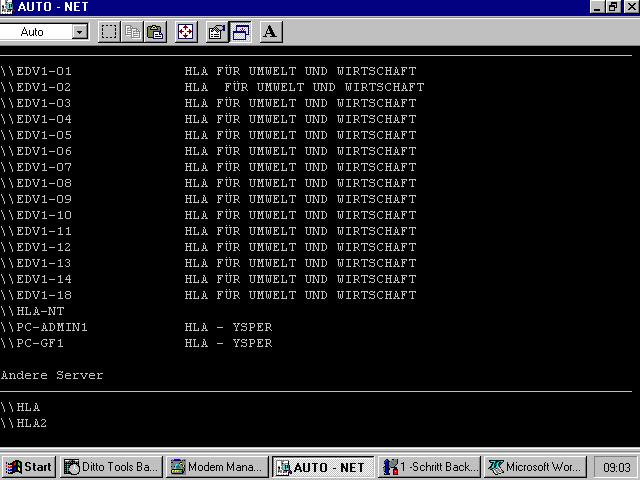 AUTO - NET
Auto
A
\\EDV1-01 HLA FÜR UMWELT UND WIRTSCHAFT
\\EDV1-02 HLA  FÜR UMWELT UND WIRTSCHAFT
\\EDV1-03 HLA FÜR UMWELT UND WIRTSCHAFT
\\EDV1-04 HLA FÜR UMWELT UND WIRTSCHAFT
\\EDV1-05 HLA FÜR UMWELT UND WIRTSCHAFT
\\EDV1-06 HLA FÜR UMWELT UND WIRTSCHAFT
\\EDV1-07 HLA FÜR UMWELT UND WIRTSCHAFT
\\EDV1-08 HLA FÜR UMWELT UND WIRTSCHAFT
\\EDV1-09 HLA FÜR UMWELT UND WIRTSCHAFT
\\EDV1-10 HLA FÜR UMWELT UND WIRTSCHAFT
\\EDV1-11 HLA FÜR UMWELT UND WIRTSCHAFT
\\EDV1-12 HLA FÜR UMWELT UND WIRTSCHAFT
\\EDV1-13 HLA FÜR UMWELT UND WIRTSCHAFT
\\EDV1-14 HLA FÜR UMWELT UND WIRTSCHAFT
\\EDV1-18 HLA FÜR UMWELT UND WIRTSCHAFT
\\HLA-NT
\\PC-ADMIN1 HLA - YSPER
\\PC-GF1 HLA - YSPER
Andere Server
\\HLA
\\HLA2
Start Ditto Tools Ba... Modem Mana... AUTO - NET 1 -Schritt Back... Microsoft Wor... 09:03